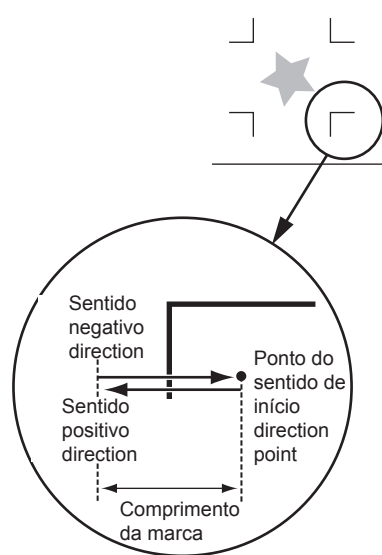 Sentido
negativo
direction
Ponto do
sentido de
início
direction
point
Sentido
positivo
direction
Comprimento
da marca